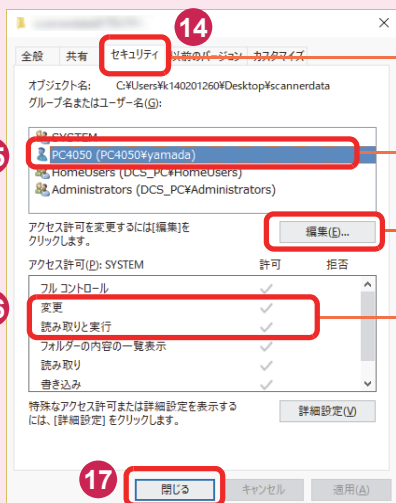 14
全般 共有 セキュリティ 以前のバージョン カスタマイズ
オブジェクト名: C:¥Users¥k140201260¥Desktop¥scannerdata
グループ名またはユーザー名(G):
SYSTEM
PC4050 (PC4050¥yamada)
HomeUsers (DCS_PC¥HomeUsers)
Administrators (DCS_PC¥Administrators)
アクセス許可を変更するには[編集]を
クリックします。
編集(E)...
アクセス許可(P): SYSTEM 許可 拒否
フル コントロール
変更
読み取りと実行
フォルダーの内容の一覧表示
読み取り
書き込み
特殊なアクセス許可または詳細設定を表示する
には、[詳細設定] をクリックします。
詳細設定(V)
17
閉じる キャンセル 適用(A)